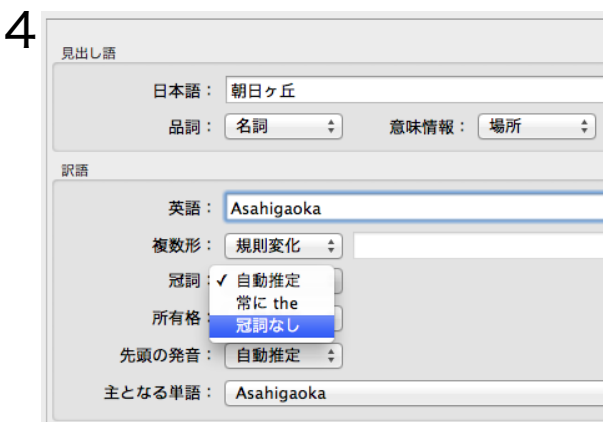 4
見出し語
日本語： 朝日ヶ丘
品詞： 名詞 意味情報： 場所
訳語
英語： Asahigaoka
複数形： 規則変化
冠詞： ✓ 自動推定
常に the
所有格： 冠詞なし
先頭の発音： 自動推定
主となる単語： Asahigaoka